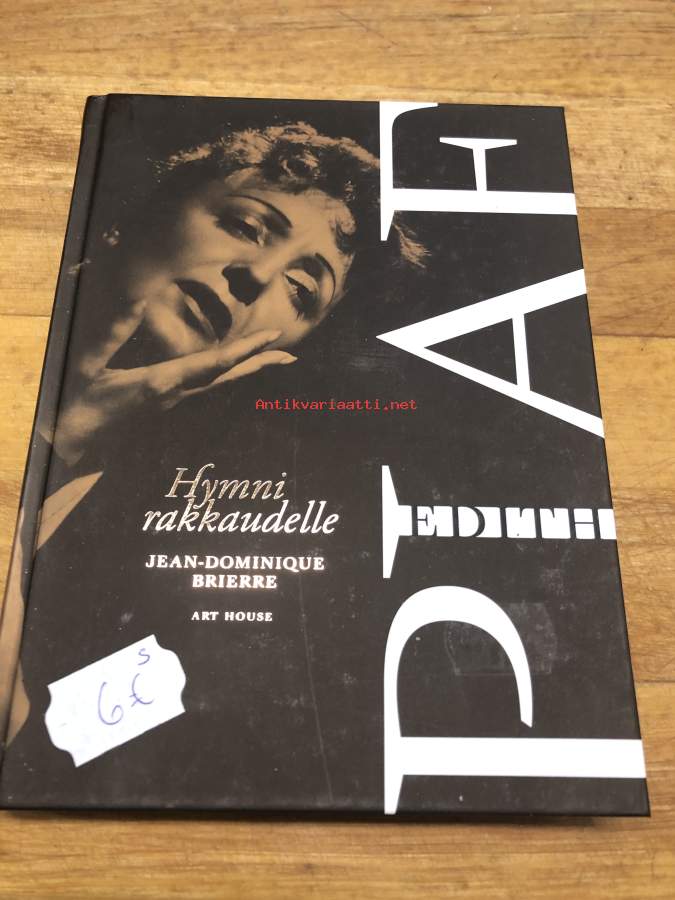 PIAF
EDITH
Antikvariaatti.net
Hymni
rakkaudelle
JEAN-DOMINIQUE
BRIERRE
ART HOUSE
s
6€